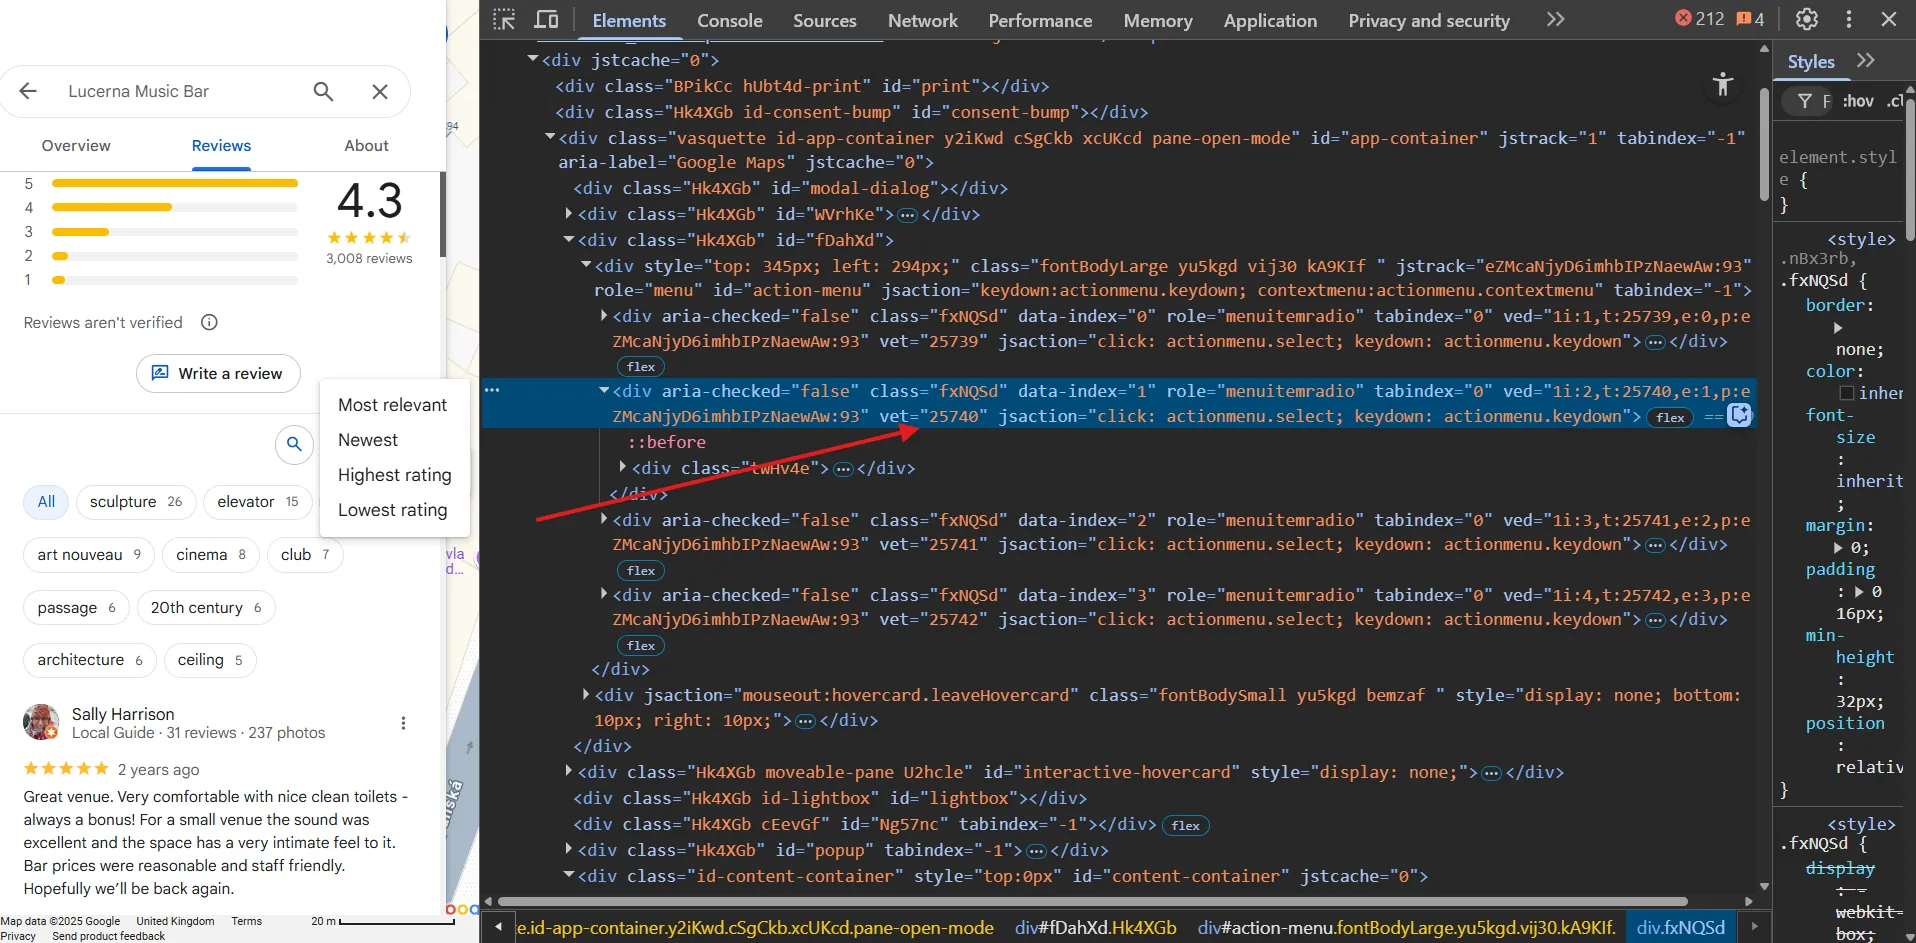 Lucerna Music Bar
Overview
Reviews
About
5
4
3
2
1
4.3
3,008 reviews
Reviews aren't verified
Write a review
Most relevant
Newest
Highest rating
Lowest rating
All
sculpture 26
elevator 15
art nouveau 9
cinema 8
club 7
passage 6
20th century 6
architecture 6
ceiling 5
Sally Harrison
Local Guide · 31 reviews · 237 photos
2 years ago
Great venue. Very comfortable with nice clean toilets -
always a bonus! For a small venue the sound was
excellent and the space has a very intimate feel to it.
Bar prices were reasonable and staff friendly.
Hopefully we'll be back again.
Map data ©2025 Google United Kingdom Terms 20 m
Privacy Send product feedback
94
vla
d...
Elements Console Sources Network Performance Memory Application Privacy and security 212 4
<div jstcache="0">
<div class="BPikCc hUbt4d-print" id="print"></div>
<div class="Hk4XGb id-consent-bump" id="consent-bump"></div>
<div class="vasquette id-app-container y2iKwd cSgCkb xcUKcd pane-open-mode" id="app-container" jstrack="1" tabindex="-1"
aria-label="Google Maps" jstcache="0">
<div class="Hk4XGb" id="modal-dialog"></div>
<div class="Hk4XGb" id="WVrhKe">…</div>
<div class="Hk4XGb" id="fDahXd">
<div style="top: 345px; left: 294px;" class="fontBodyLarge yu5kgd vij30 kA9KIf " jstrack="eZMcaNjyD6imhbIPzNaewAw:93"
role="menu" id="action-menu" jsaction="keydown:actionmenu.keydown; contextmenu:actionmenu.contextmenu" tabindex="-1">
<div aria-checked="false" class="fxNQSd" data-index="0" role="menuitemradio" tabindex="0" ved="1i:1,t:25739,e:0,p:e
ZMcaNjyD6imhbIPzNaewAw:93" vet="25739" jsaction="click: actionmenu.select; keydown: actionmenu.keydown">…</div>
flex
<div aria-checked="false" class="fxNQSd" data-index="1" role="menuitemradio" tabindex="0" ved="1i:2,t:25740,e:1,p:e
ZMcaNjyD6imhbIPzNaewAw:93" vet="25740" jsaction="click: actionmenu.select; keydown: actionmenu.keydown"> flex ==
::before
<div class="twHv4e">…</div>
</div>
<div aria-checked="false" class="fxNQSd" data-index="2" role="menuitemradio" tabindex="0" ved="1i:3,t:25741,e:2,p:e
ZMcaNjyD6imhbIPzNaewAw:93" vet="25741" jsaction="click: actionmenu.select; keydown: actionmenu.keydown">…</div>
flex
<div aria-checked="false" class="fxNQSd" data-index="3" role="menuitemradio" tabindex="0" ved="1i:4,t:25742,e:3,p:e
ZMcaNjyD6imhbIPzNaewAw:93" vet="25742" jsaction="click: actionmenu.select; keydown: actionmenu.keydown">…</div>
flex
</div>
<div jsaction="mouseout:hovercard.leaveHovercard" class="fontBodySmall yu5kgd bemzaf " style="display: none; bottom:
10px; right: 10px;">…</div>
</div>
<div class="Hk4XGb moveable-pane U2hcle" id="interactive-hovercard" style="display: none;">…</div>
<div class="Hk4XGb id-lightbox" id="lightbox"></div>
<div class="Hk4XGb cEevGf" id="Ng57nc" tabindex="-1"></div> flex
<div class="Hk4XGb" id="popup" tabindex="-1">…</div>
<div class="id-content-container" style="top:0px" id="content-container" jstcache="0">
e.id-app-container.y2iKwd.cSgCkb.xcUKcd.pane-open-mode div#fDahXd.Hk4XGb div#action-menu.fontBodyLarge.yu5kgd.vij30.kA9KIf. div.fxNQSd
Styles
F :hov .cl
element.styl
e {
}
<style>
.nBx3rb,
.fxNQSd {
border:
none;
color:
inher
font-
size
:
inherit
;
margin:
0;
padding
: 0
16px;
min-
height
:
32px;
position
:
relativ
}
<style>
.fxNQSd {
display
: -
webkit-
box;